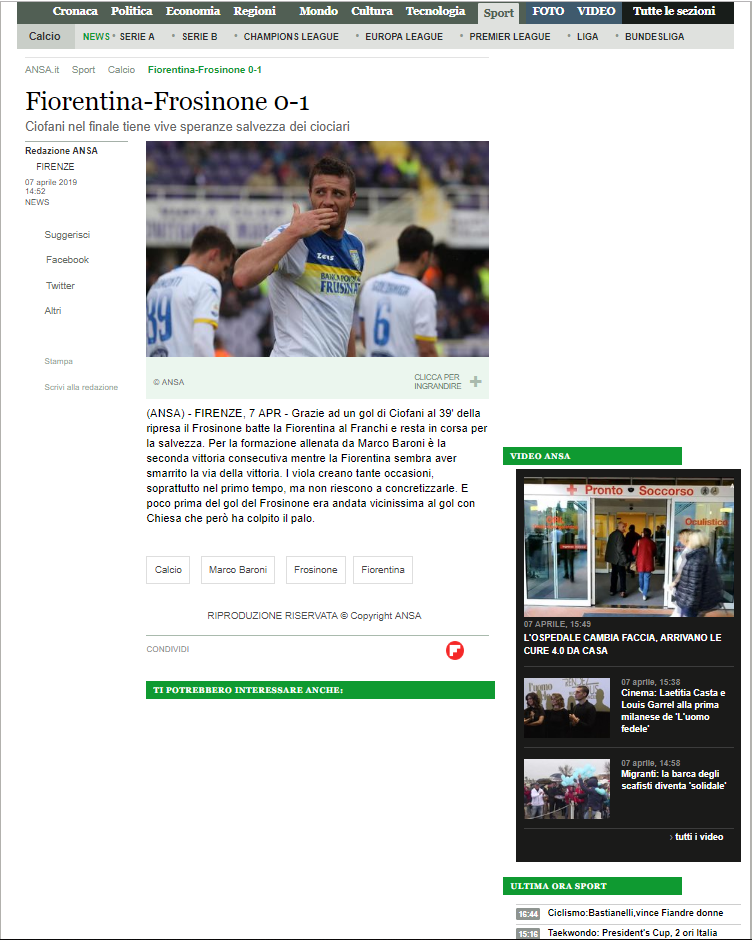 Cronaca Politica Economia Regioni Mondo Cultura Tecnologia Sport FOTO VIDEO Tutte le sezioni
Calcio NEWS • SERIE A • SERIE B • CHAMPIONS LEAGUE • EUROPA LEAGUE • PREMIER LEAGUE • LIGA • BUNDESLIGA
ANSA.it Sport Calcio Fiorentina-Frosinone 0-1
Fiorentina-Frosinone 0-1
Ciofani nel finale tiene vive speranze salvezza dei ciociari
Redazione ANSA
FIRENZE
07 aprile 2019
14:52
NEWS
Suggerisci
Facebook
Twitter
Altri
Stampa
Scrivi alla redazione
zeus
FRUSINA
89
6
© ANSA
CLICCA PER
INGRANDIRE
(ANSA) - FIRENZE, 7 APR - Grazie ad un gol di Ciofani al 39' della
ripresa il Frosinone batte la Fiorentina al Franchi e resta in corsa per
la salvezza. Per la formazione allenata da Marco Baroni è la
seconda vittoria consecutiva mentre la Fiorentina sembra aver
smarrito la via della vittoria. I viola creano tante occasioni,
soprattutto nel primo tempo, ma non riescono a concretizzarle. E
poco prima del gol del Frosinone era andata vicinissima al gol con
Chiesa che però ha colpito il palo.
Calcio Marco Baroni Frosinone Fiorentina
RIPRODUZIONE RISERVATA © Copyright ANSA
CONDIVIDI
TI POTREBBERO INTERESSARE ANCHE:
VIDEO ANSA
Pronto Soccorso
Oculistico
07 APRILE, 15:49
L'OSPEDALE CAMBIA FACCIA, ARRIVANO LE
CURE 4.0 DA CASA
07 aprile, 15:38
Cinema: Laetitia Casta e
Louis Garrel alla prima
milanese de 'L'uomo
fedele'
07 aprile, 14:58
Migranti: la barca degli
scafisti diventa 'solidale'
› tutti i video
ULTIMA ORA SPORT
16:44 Ciclismo:Bastianelli,vince Fiandre donne
15:16 Taekwondo: President's Cup, 2 ori Italia